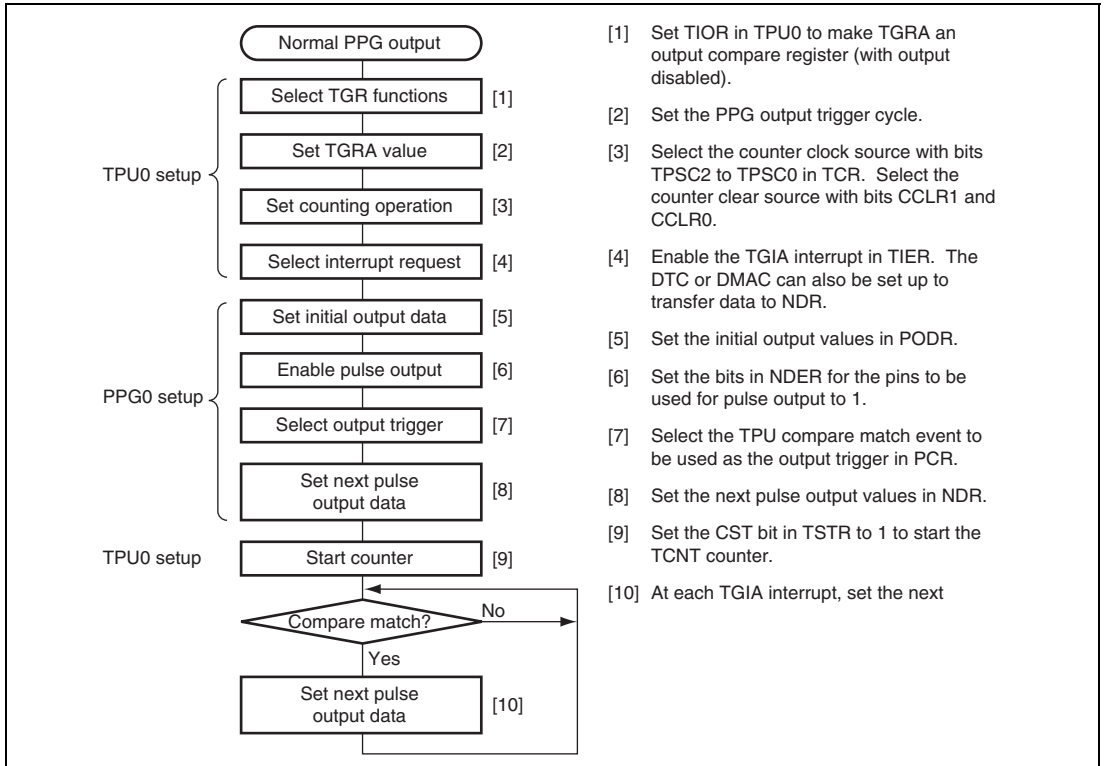 Normal PPG output
TPU0 setup
Select TGR functions [1]
Set TGRA value [2]
Set counting operation [3]
Select interrupt request [4]
PPG0 setup
Set initial output data [5]
Enable pulse output [6]
Select output trigger [7]
Set next pulse
output data [8]
TPU0 setup
Start counter [9]
Compare match?
No
Yes
Set next pulse
output data [10]
[1] Set TIOR in TPU0 to make TGRA an
output compare register (with output
disabled).
[2] Set the PPG output trigger cycle.
[3] Select the counter clock source with bits
TPSC2 to TPSC0 in TCR. Select the
counter clear source with bits CCLR1 and
CCLR0.
[4] Enable the TGIA interrupt in TIER. The
DTC or DMAC can also be set up to
transfer data to NDR.
[5] Set the initial output values in PODR.
[6] Set the bits in NDER for the pins to be
used for pulse output to 1.
[7] Select the TPU compare match event to
be used as the output trigger in PCR.
[8] Set the next pulse output values in NDR.
[9] Set the CST bit in TSTR to 1 to start the
TCNT counter.
[10] At each TGIA interrupt, set the next